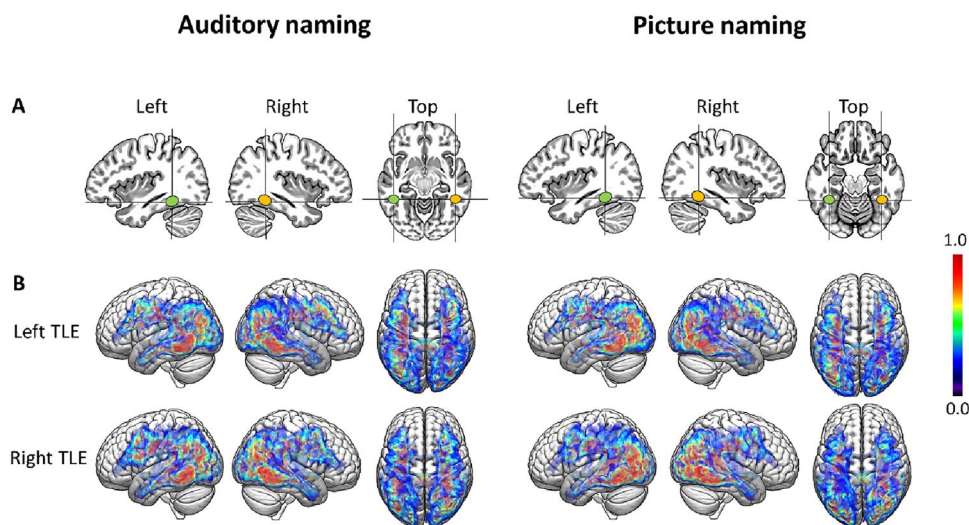 Auditory naming Picture naming
A Left Right Top Left Right Top
1.0
B
Left TLE
0.0
Right TLE